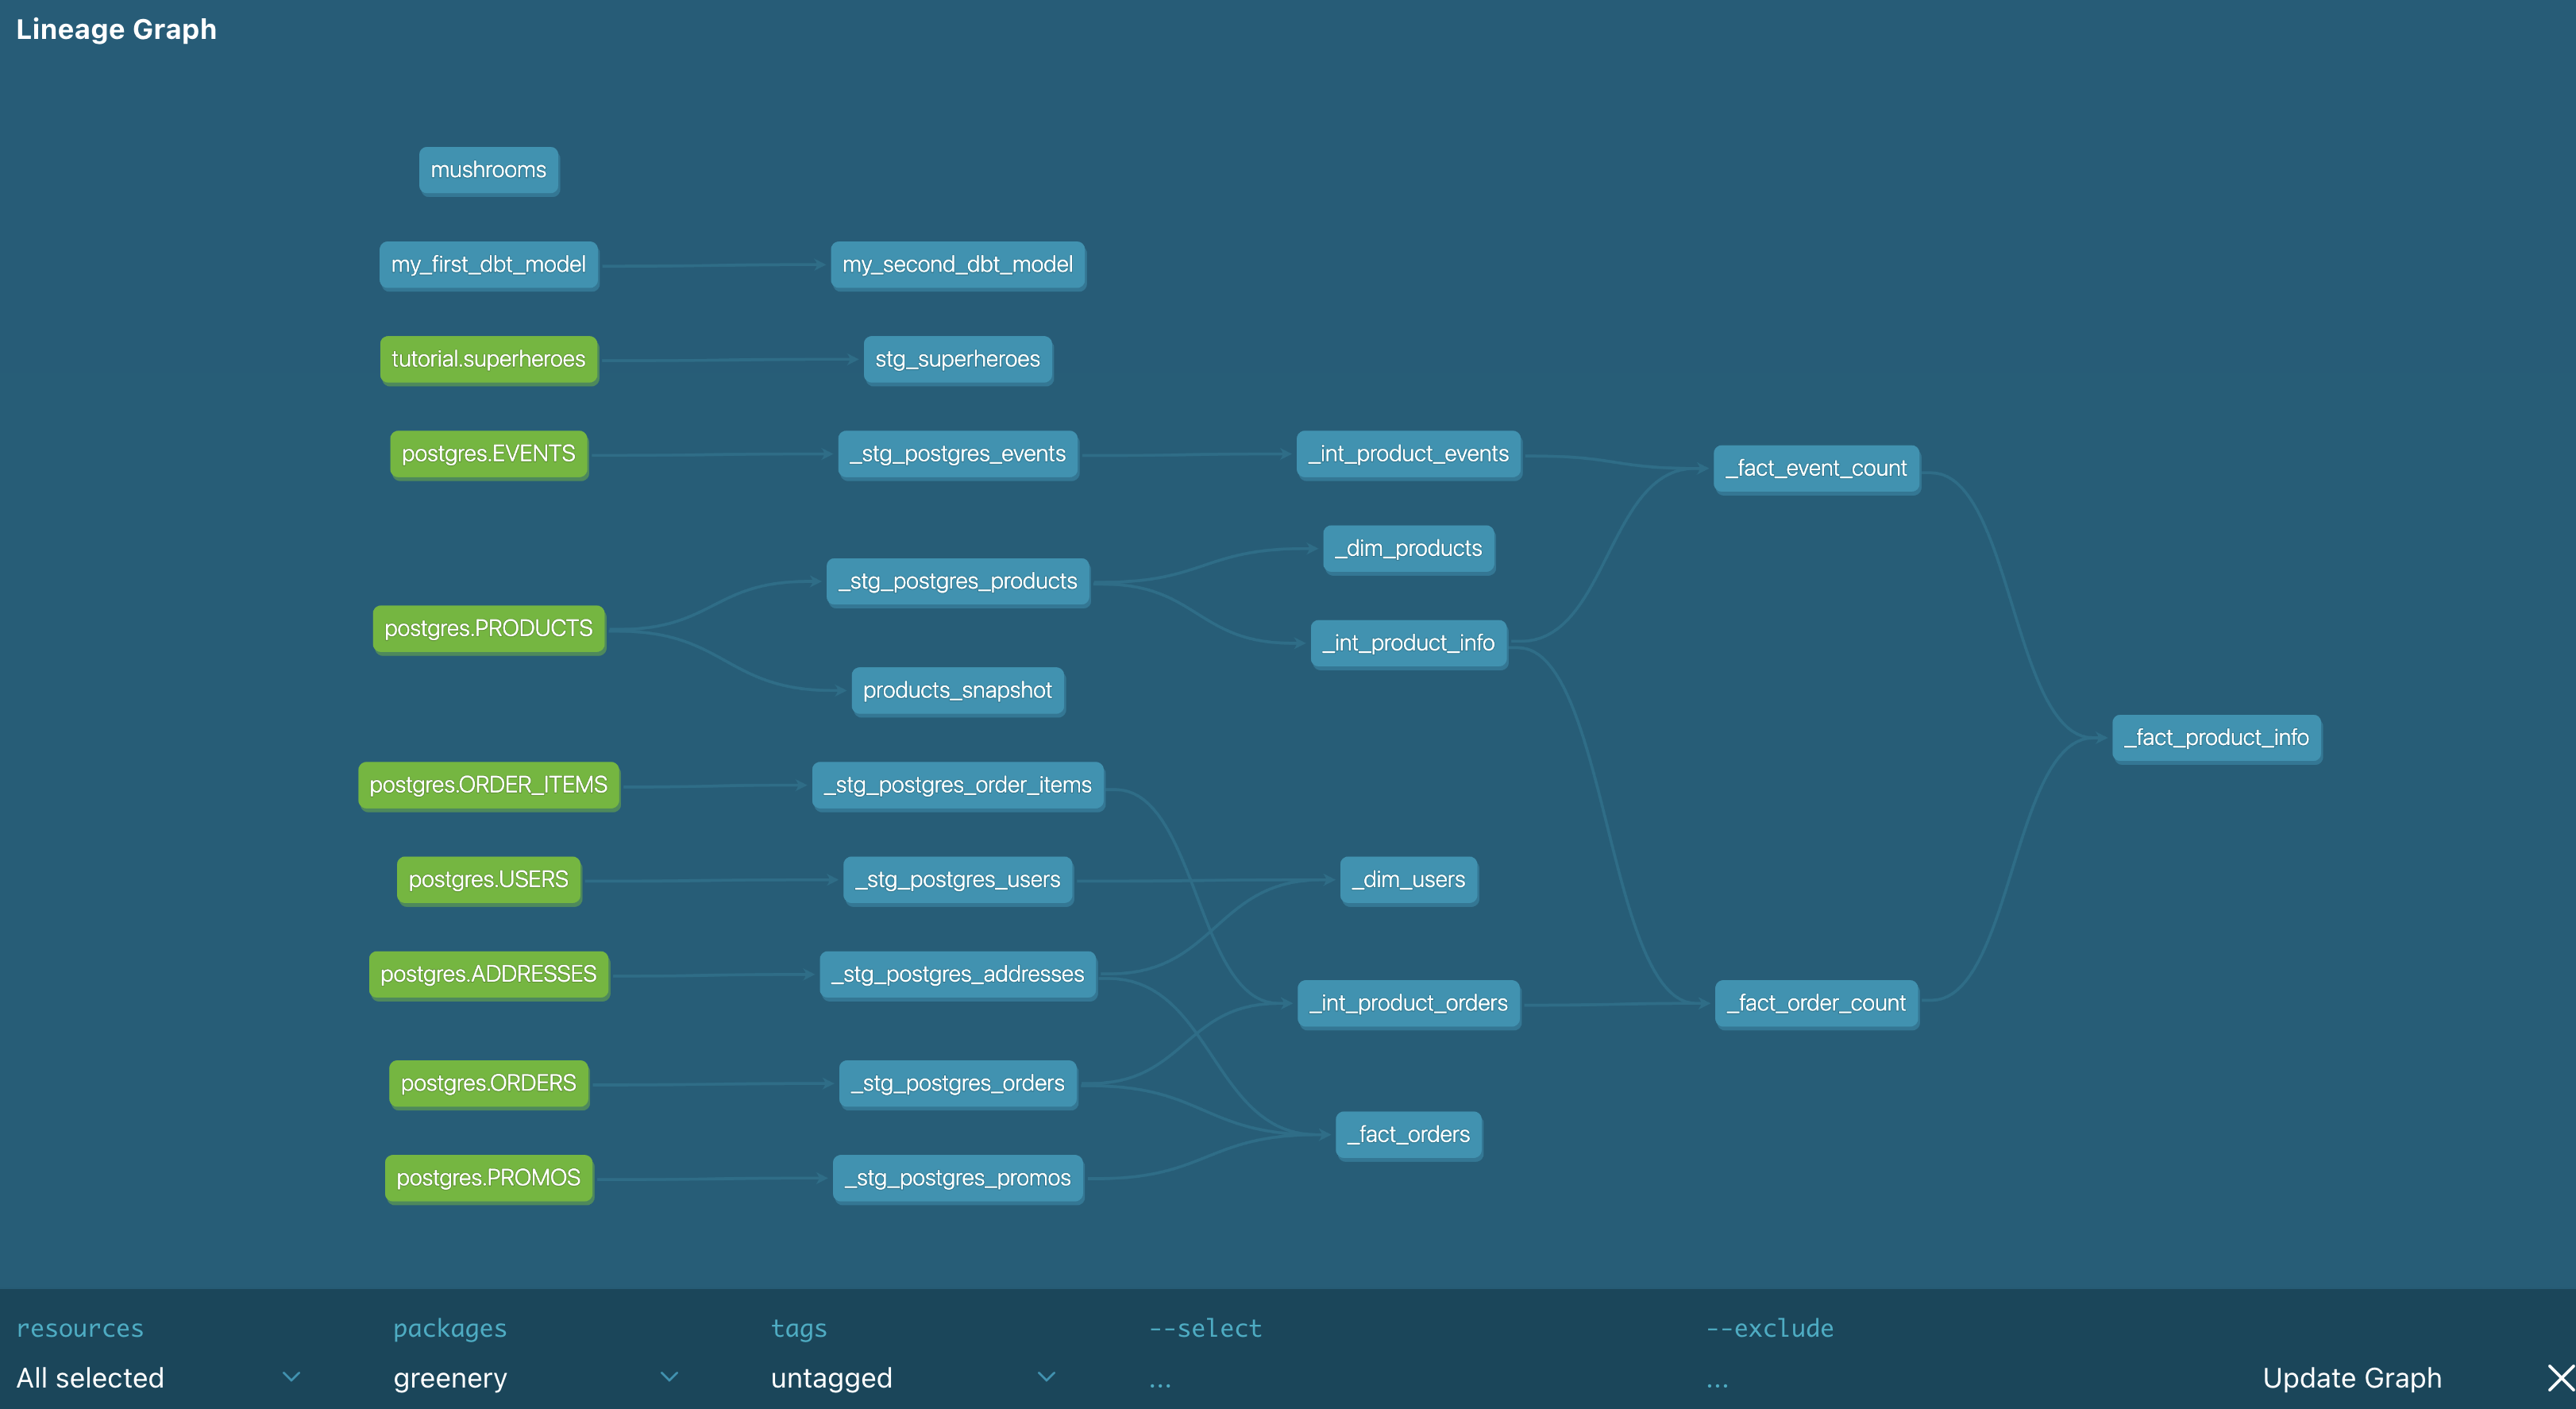 Lineage Graph
mushrooms
my_first_dbt_model
my_second_dbt_model
tutorial.superheroes
stg_superheroes
postgres.EVENTS
_stg_postgres_events
_int_product_events
_fact_event_count
_dim_products
_stg_postgres_products
postgres.PRODUCTS
_int_product_info
products_snapshot
_fact_product_info
postgres.ORDER_ITEMS
_stg_postgres_order_items
postgres.USERS
_stg_postgres_users
_dim_users
postgres.ADDRESSES
_stg_postgres_addresses
_int_product_orders
_fact_order_count
postgres.ORDERS
_stg_postgres_orders
_fact_orders
postgres.PROMOS
_stg_postgres_promos
resources
packages
tags
--select
--exclude
All selected
greenery
untagged
...
...
Update Graph